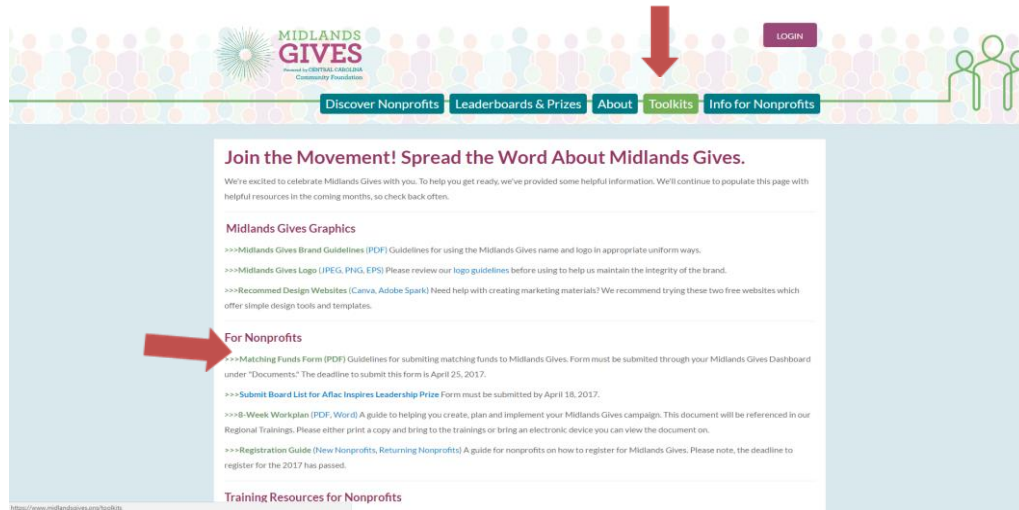 MIDLANDS
GIVES
Powered by CENTRAL CAROLINA
Community Foundation
LOGIN
Discover Nonprofits Leaderboards & Prizes About Toolkits Info for Nonprofits
Join the Movement! Spread the Word About Midlands Gives.
We're excited to celebrate Midlands Gives with you. To help you get ready, we've provided some helpful information. We'll continue to populate this page with
helpful resources in the coming months, so check back often.
Midlands Gives Graphics
>>>Midlands Gives Brand Guidelines (PDF) Guidelines for using the Midlands Gives name and logo in appropriate uniform ways.
>>>Midlands Gives Logo (JPEG, PNG, EPS) Please review our logo guidelines before using to help us maintain the integrity of the brand.
>>>Recommed Design Websites (Canva, Adobe Spark) Need help with creating marketing materials? We recommend trying these two free websites which
offer simple design tools and templates.
For Nonprofits
>>>Matching Funds Form (PDF) Guidelines for submiting matching funds to Midlands Gives. Form must be submited through your Midlands Gives Dashboard
under "Documents." The deadline to submit this form is April 25, 2017.
>>>Submit Board List for Aflac Inspires Leadership Prize Form must be submitted by April 18, 2017.
>>>8-Week Workplan (PDF, Word) A guide to helping you create, plan and implement your Midlands Gives campaign. This document will be referenced in our
Regional Trainings. Please either print a copy and bring to the trainings or bring an electronic device you can view the document on.
>>>Registration Guide (New Nonprofits, Returning Nonprofits) A guide for nonprofits on how to register for Midlands Gives. Please note, the deadline to
register for the 2017 has passed.
Training Resources for Nonprofits
https://www.midlandsgives.org/toolkits